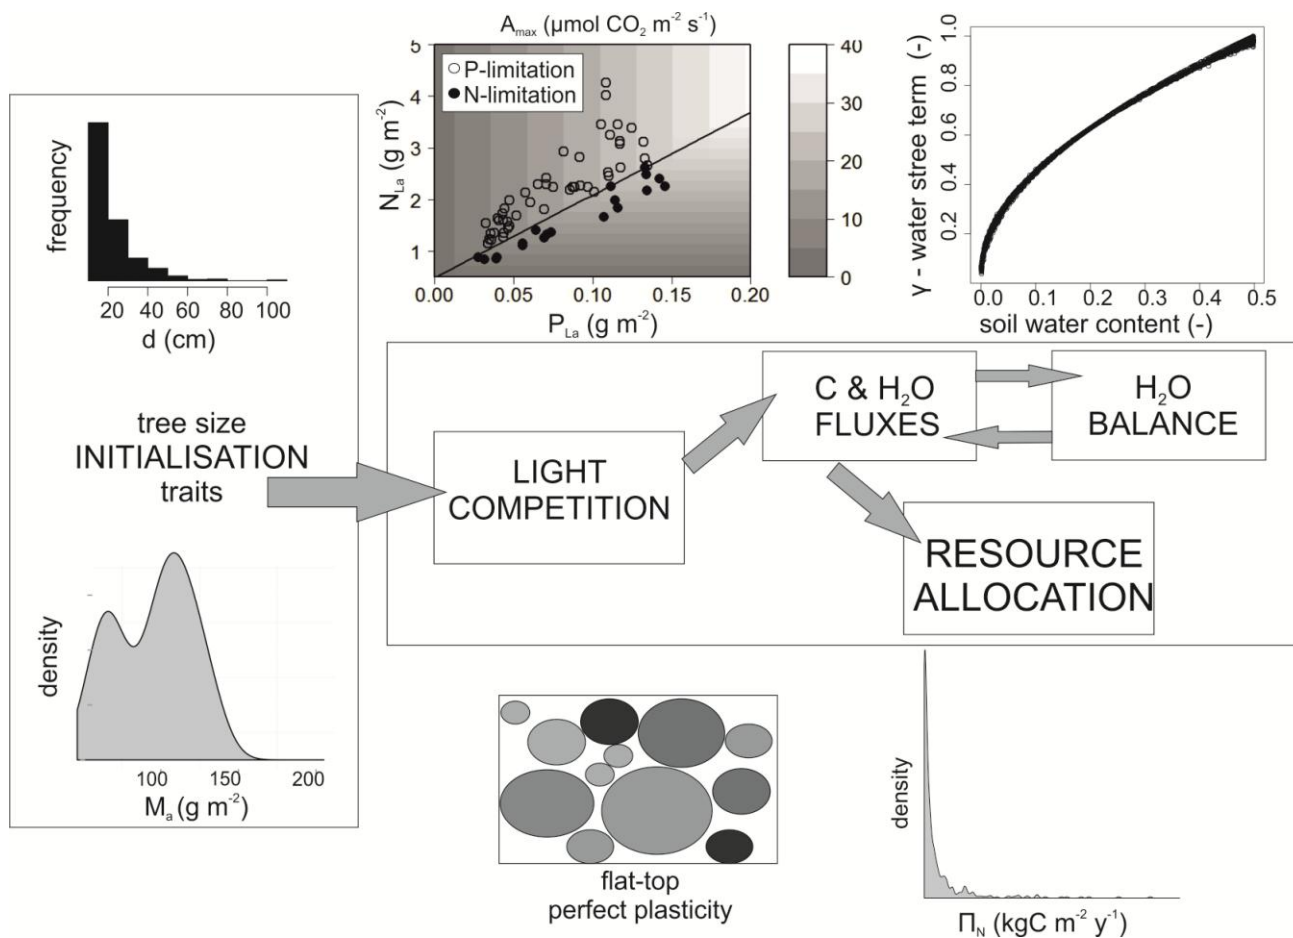 frequency
20 40 60 80 100
d (cm)
tree size
INITIALISATION
traits
density
100 150 200
Mₐ (g m⁻²)
Aₘₐₓ (µmol CO₂ m⁻² s⁻¹)
P-limitation
N-limitation
N_La (g m⁻²)
5
4
3
2
1
0.00 0.05 0.10 0.15 0.20
P_La (g m⁻²)
40
30
20
10
0
γ - water stree term (-)
1.0
0.8
0.6
0.4
0.2
0.0 0.1 0.2 0.3 0.4 0.5
soil water content (-)
LIGHT
COMPETITION
C & H₂O
FLUXES
H₂O
BALANCE
RESOURCE
ALLOCATION
flat-top
perfect plasticity
density
Π_N (kgC m⁻² y⁻¹)